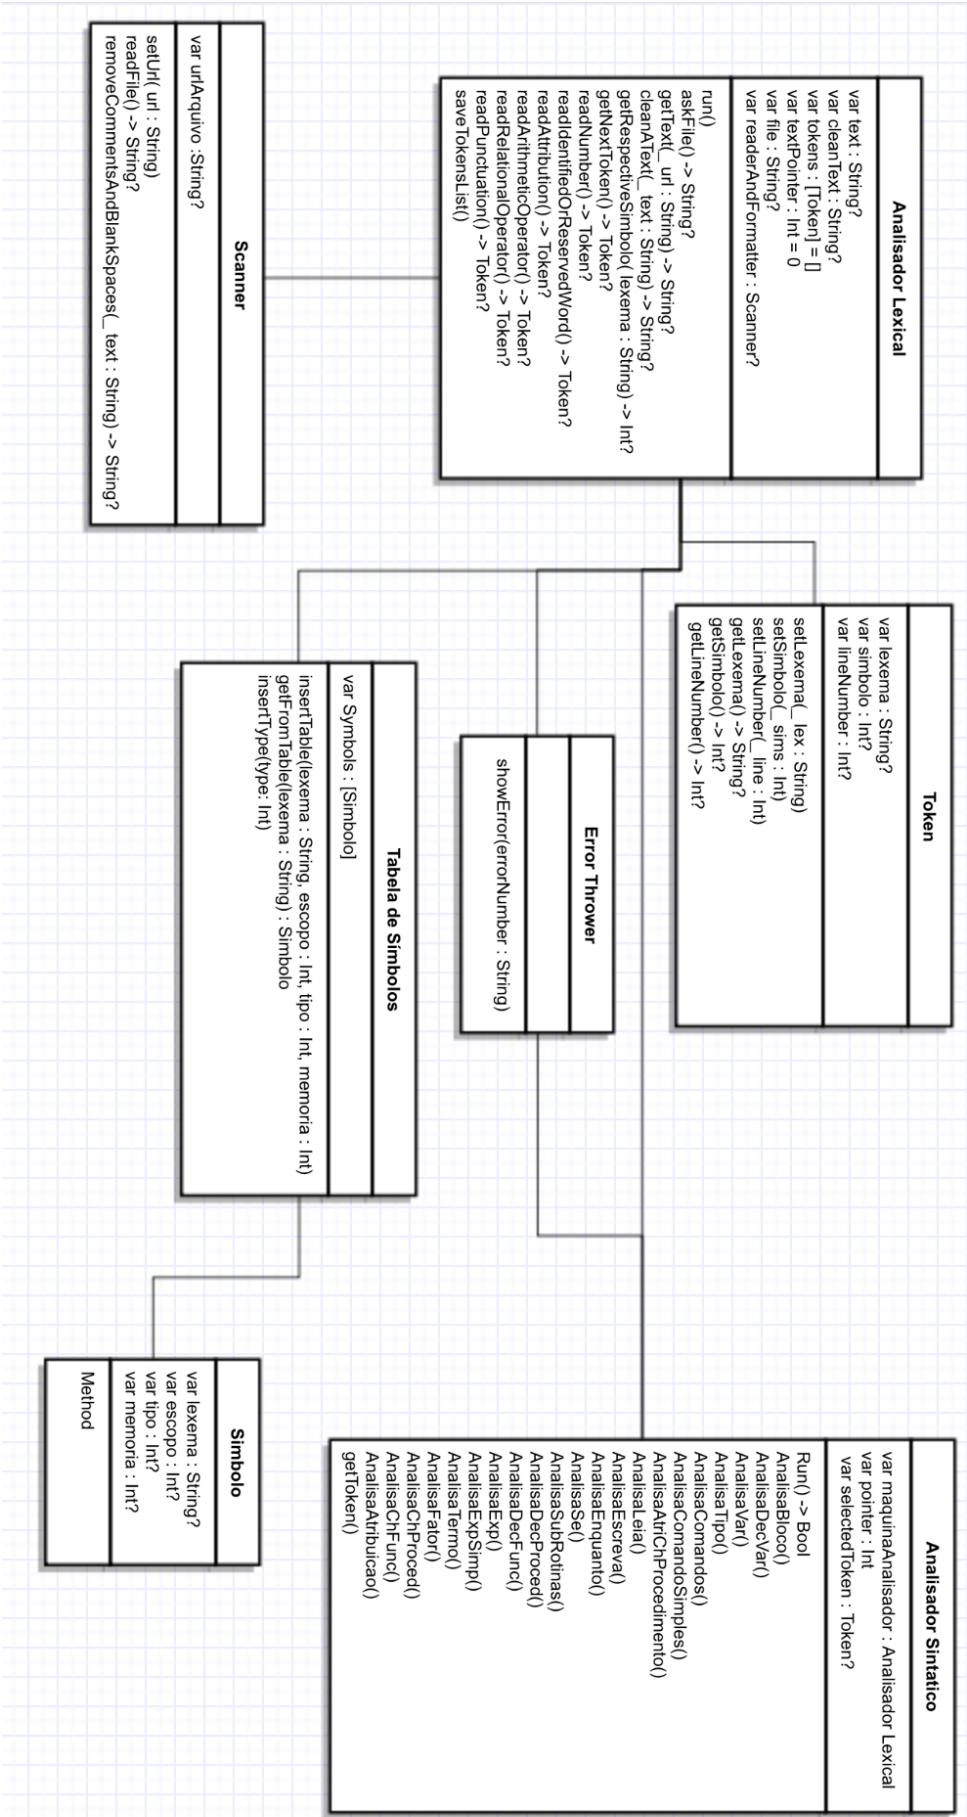 Analisador Lexical
var text : String?
var cleanText : String?
var tokens : [Token] = []
var textPointer : Int = 0
var file : String?
var readerAndFormatter : Scanner?
run()
askFile() -> String?
getText(_ url : String) -> String?
cleanAText(_ text : String) -> String?
getRespectiveSimbolo( lexema : String) -> Int?
getNextToken() -> Token?
readNumber() -> Token?
readIdentifiedOrReservedWord() -> Token?
readAttribution() -> Token?
readArithmeticOperator() -> Token?
readRelationalOperator() -> Token?
readPunctuation() -> Token?
saveTokensList()
Scanner
var urlArquivo :String?
setUrl( url : String)
readFile() -> String?
removeCommentsAndBlankSpaces(_ text : String) -> String?
Token
var lexema : String?
var simbolo : Int?
var lineNumber : Int?
setLexema(_ lex : String)
setSimbolo(_ sims : Int)
setLineNumber(_ line : Int)
getLexema() -> String?
getSimbolo() -> Int?
getLineNumber() -> Int?
Error Thrower
showError(errorNumber : String)
Tabela de Símbolos
var Symbols : [Simbolo]
insertTable(lexema : String, escopo : Int, tipo : Int, memoria : Int)
getFromTable(lexema : String) : Simbolo
insertType(type: Int)
Analisador Sintatico
var maquinaAnalisador : Analisador Lexical
var pointer : Int
var selectedToken : Token?
Run() -> Bool
AnalisaBloco()
AnalisaDecVar()
AnalisaVar()
AnalisaTipo()
AnalisaComandos()
AnalisaComandoSimples()
AnalisaAtriChProcedimento()
AnalisaLeia()
AnalisaEscreva()
AnalisaEnquanto()
AnalisaSe()
AnalisaSubRotinas()
AnalisaDecProced()
AnalisaDecFunc()
AnalisaExp()
AnalisaExpSimp()
AnalisaTermo()
AnalisaFator()
AnalisaChProced()
AnalisaChFunc()
AnalisaAtribuicao()
getToken()
Simbolo
var lexema : String?
var escopo : Int?
var tipo : Int?
var memoria : Int?
Method